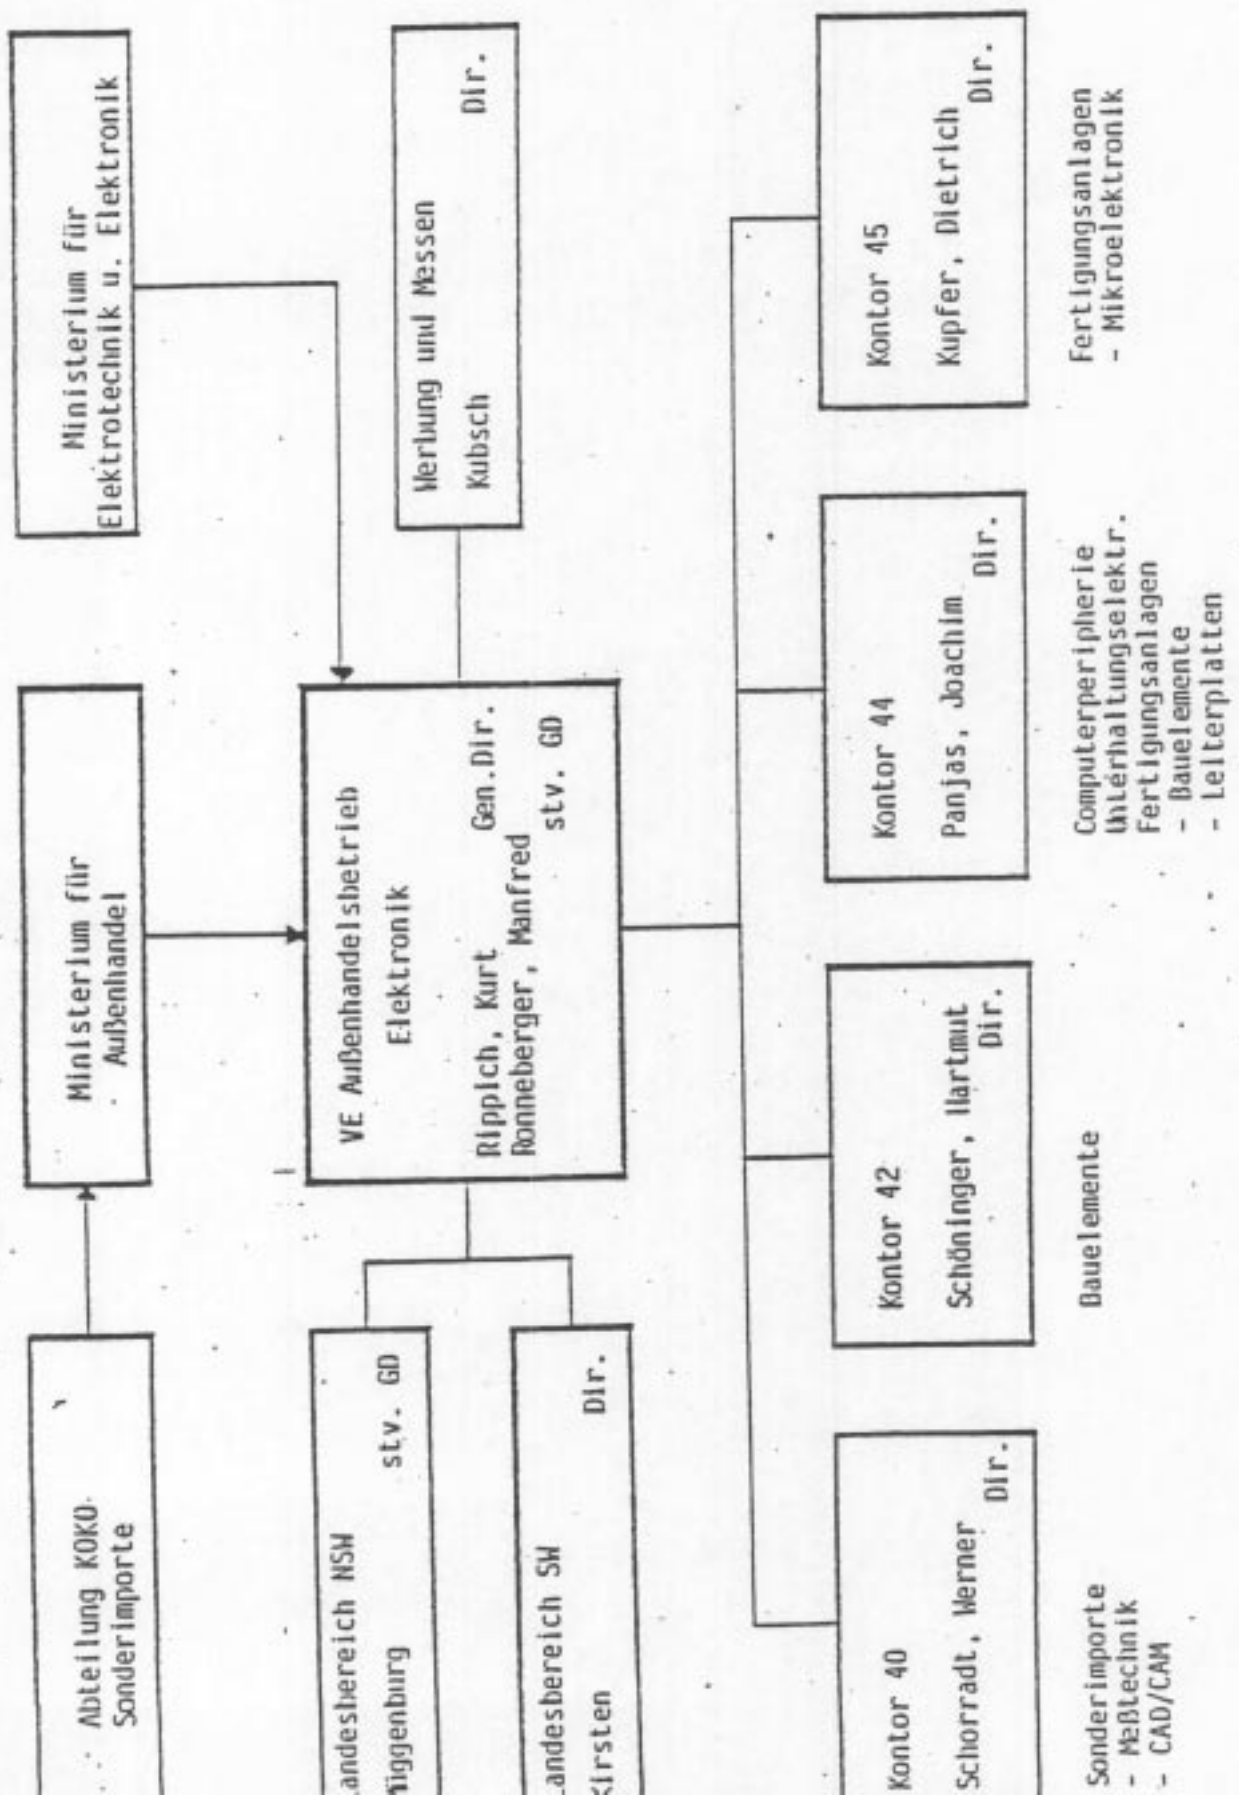 Abteilung KOKO
Sonderimporte
Ministerium für
Außenhandel
Ministerium für
Elektrotechnik u. Elektronik
andesbereich NSW
stv. GD
andesbereich SW
Kirsten Dir.
VE Außenhandelsbetrieb
Elektronik
Rippich, Kurt Gen.Dir.
Ronneberger, Manfred
stv. GD
Werbung und Messen
Kubsch Dir.
Kontor 40
Schorradt, Werner
Dir.
Sonderimporte
- Meßtechnik
- CAD/CAM
Kontor 42
Schöninger, Hartmut
Dir.
Bauelemente
Kontor 44
Panjas, Joachim
Dir.
Computerperipherie
Unterhaltungselektr.
Fertigungsanlagen
- Bauelemente
- Leiterplatten
Kontor 45
Kupfer, Dietrich
Dir.
Fertigungsanlagen
- Mikroelektronik